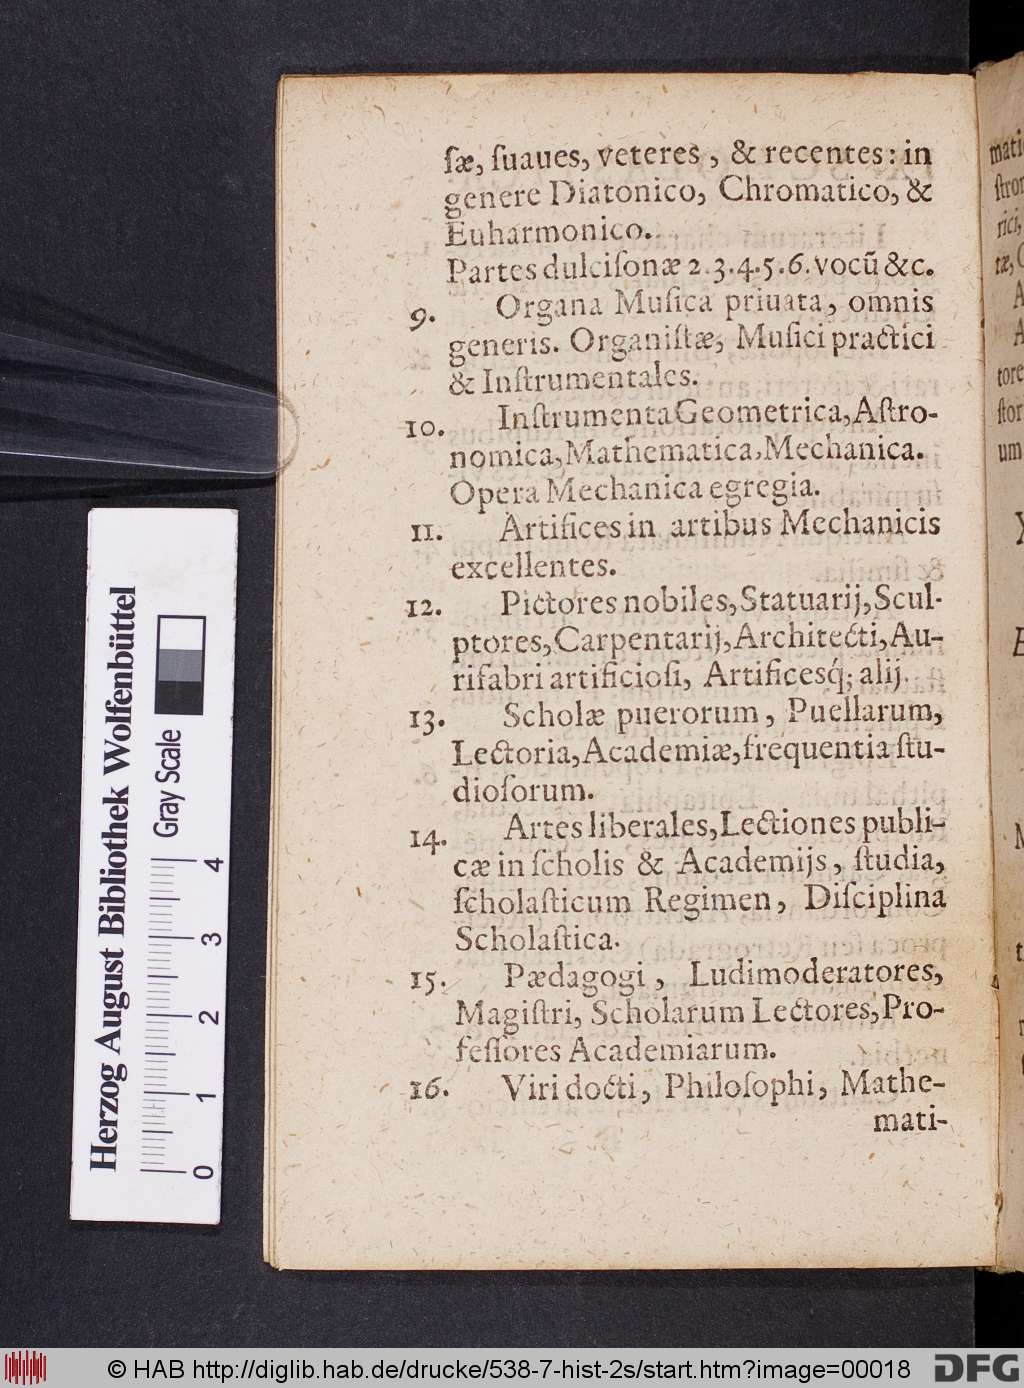 ſæ, ſuaues, veteres, & recentes: in
genere Diatonico, Chromatico, &
Euharmonico.
Partes dulciſonæ 2.3.4.5.6. vocū &c.
9. Organa Muſica priuata, omnis
generis. Organiſtæ, Muſici practici
& Inſtrumentales.
10. Inſtrumenta Geometrica, Aſtro-
nomica, Mathematica, Mechanica.
Opera Mechanica egregia.
11. Artifices in artibus Mechanicis
excellentes.
12. Pictores nobiles, Statuarij, Scul-
ptores, Carpentarij, Architecti, Au-
rifabri artificioſi, Artificesq́; alij.
13. Scholæ puerorum, Puellarum,
Lectoria, Academiæ, frequentia ſtu-
dioſorum.
14. Artes liberales, Lectiones publi-
cæ in ſcholis & Academijs, ſtudia,
ſcholaſticum Regimen, Diſciplina
Scholaſtica.
15. Pædagogi, Ludimoderatores,
Magiſtri, Scholarum Lectores, Pro-
feſſores Academiarum.
16. Viri docti, Philoſophi, Mathe-
mati-
Herzog August Bibliothek Wolfenbüttel
Gray Scale
0 1 2 3 4
© HAB http://diglib.hab.de/drucke/538-7-hist-2s/start.htm?image=00018
DFG